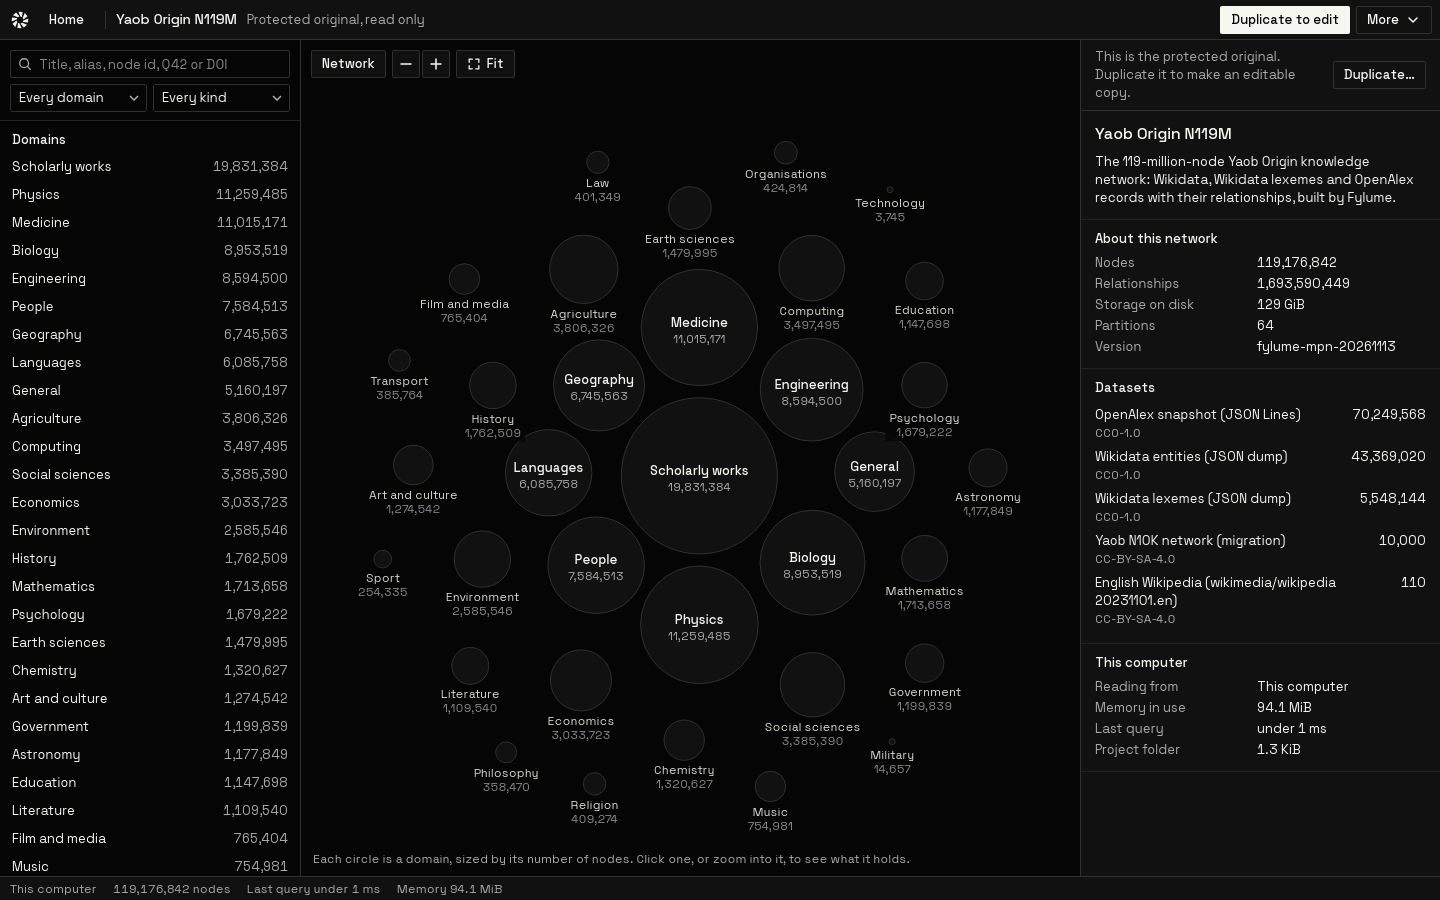 Home
Yaob Origin N119M
Protected original, read only
Duplicate to edit
More
Title, alias, node id, Q42 or DOI
Every domain
Every kind
Domains
Scholarly works 19,831,384
Physics 11,259,485
Medicine 11,015,171
Biology 8,953,519
Engineering 8,594,500
People 7,584,513
Geography 6,745,563
Languages 6,085,758
General 5,160,197
Agriculture 3,806,326
Computing 3,497,495
Social sciences 3,385,390
Economics 3,033,723
Environment 2,585,546
History 1,762,509
Mathematics 1,713,658
Psychology 1,679,222
Earth sciences 1,479,995
Chemistry 1,320,627
Art and culture 1,274,542
Government 1,199,839
Astronomy 1,177,849
Education 1,147,698
Literature 1,109,540
Film and media 765,404
Music 754,981
Network
Fit
Law
401,349
Organisations
424,814
Technology
3,745
Earth sciences
1,479,995
Film and media
765,404
Agriculture
3,806,326
Medicine
11,015,171
Computing
3,497,495
Education
1,147,698
Transport
385,764
History
1,762,509
Geography
6,745,563
Engineering
8,594,500
Psychology
1,679,222
Art and culture
1,274,542
Languages
6,085,758
Scholarly works
19,831,384
General
5,160,197
Astronomy
1,177,849
Sport
254,335
Environment
2,585,546
People
7,584,513
Biology
8,953,519
Mathematics
1,713,658
Physics
11,259,485
Literature
1,109,540
Economics
3,033,723
Social sciences
3,385,390
Government
1,199,839
Philosophy
358,470
Religion
409,274
Chemistry
1,320,627
Music
754,981
Military
14,657
Each circle is a domain, sized by its number of nodes. Click one, or zoom into it, to see what it holds.
This is the protected original.
Duplicate it to make an editable
copy.
Duplicate...
Yaob Origin N119M
The 119-million-node Yaob Origin knowledge
network: Wikidata, Wikidata lexemes and OpenAlex
records with their relationships, built by Fylume.
About this network
Nodes 119,176,842
Relationships 1,693,590,449
Storage on disk 129 GiB
Partitions 64
Version fylume-mpn-20261113
Datasets
OpenAlex snapshot (JSON Lines) 70,249,568
CC0-1.0
Wikidata entities (JSON dump) 43,369,020
CC0-1.0
Wikidata lexemes (JSON dump) 5,548,144
CC0-1.0
Yaob N10K network (migration) 10,000
CC-BY-SA-4.0
English Wikipedia (wikimedia/wikipedia 110
20231101.en)
CC-BY-SA-4.0
This computer
Reading from This computer
Memory in use 94.1 MiB
Last query under 1 ms
Project folder 1.3 KiB
This computer 119,176,842 nodes Last query under 1 ms Memory 94.1 MiB